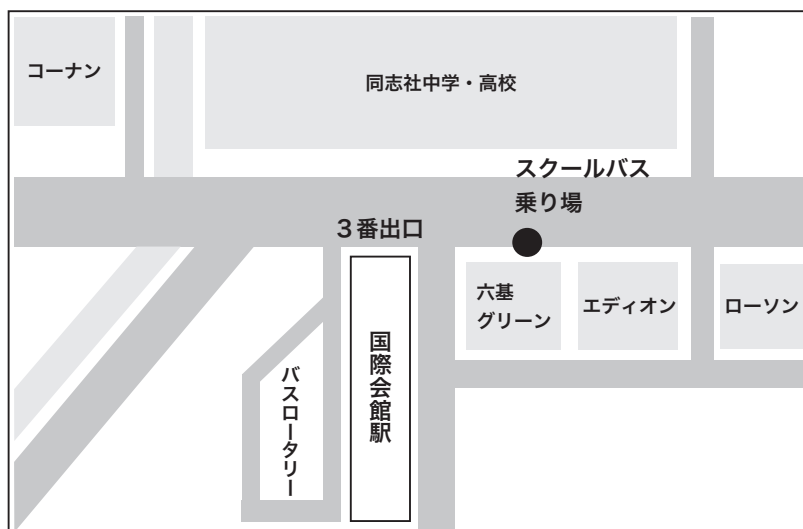 コーナン
同志社中学・高校
スクールバス
乗り場
３番出口
六基
グリーン
エディオン
ローソン
国際会館駅
バスロータリー